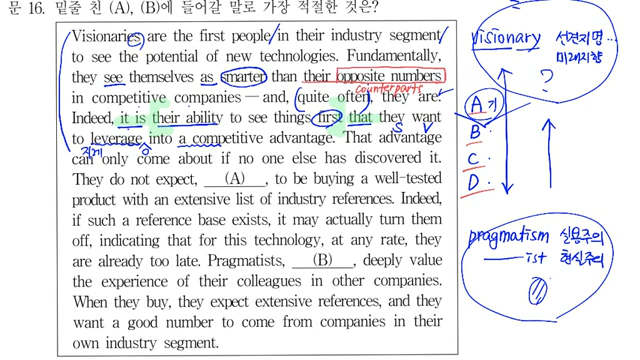 문 16. 밑줄 친 (A), (B)에 들어갈 말로 가장 적절한 것은?
Visionaries are the first people in their industry segment
to see the potential of new technologies. Fundamentally,
they see themselves as smarter than their opposite numbers
counterparts
in competitive companies — and, quite often, they are.
Indeed, it is their ability to see things first that they want
S V
to leverage into a competitive advantage. That advantage
can only come about if no one else has discovered it.
They do not expect, (A), to be buying a well-tested
product with an extensive list of industry references. Indeed,
if such a reference base exists, it may actually turn them
off, indicating that for this technology, at any rate, they
are already too late. Pragmatists, (B), deeply value
the experience of their colleagues in other companies.
When they buy, they expect extensive references, and they
want a good number to come from companies in their
own industry segment.
visionary 선견지명...
미래지향
?
A 기
B.
C.
D.
pragmatism 실용주의
ist 현실주의